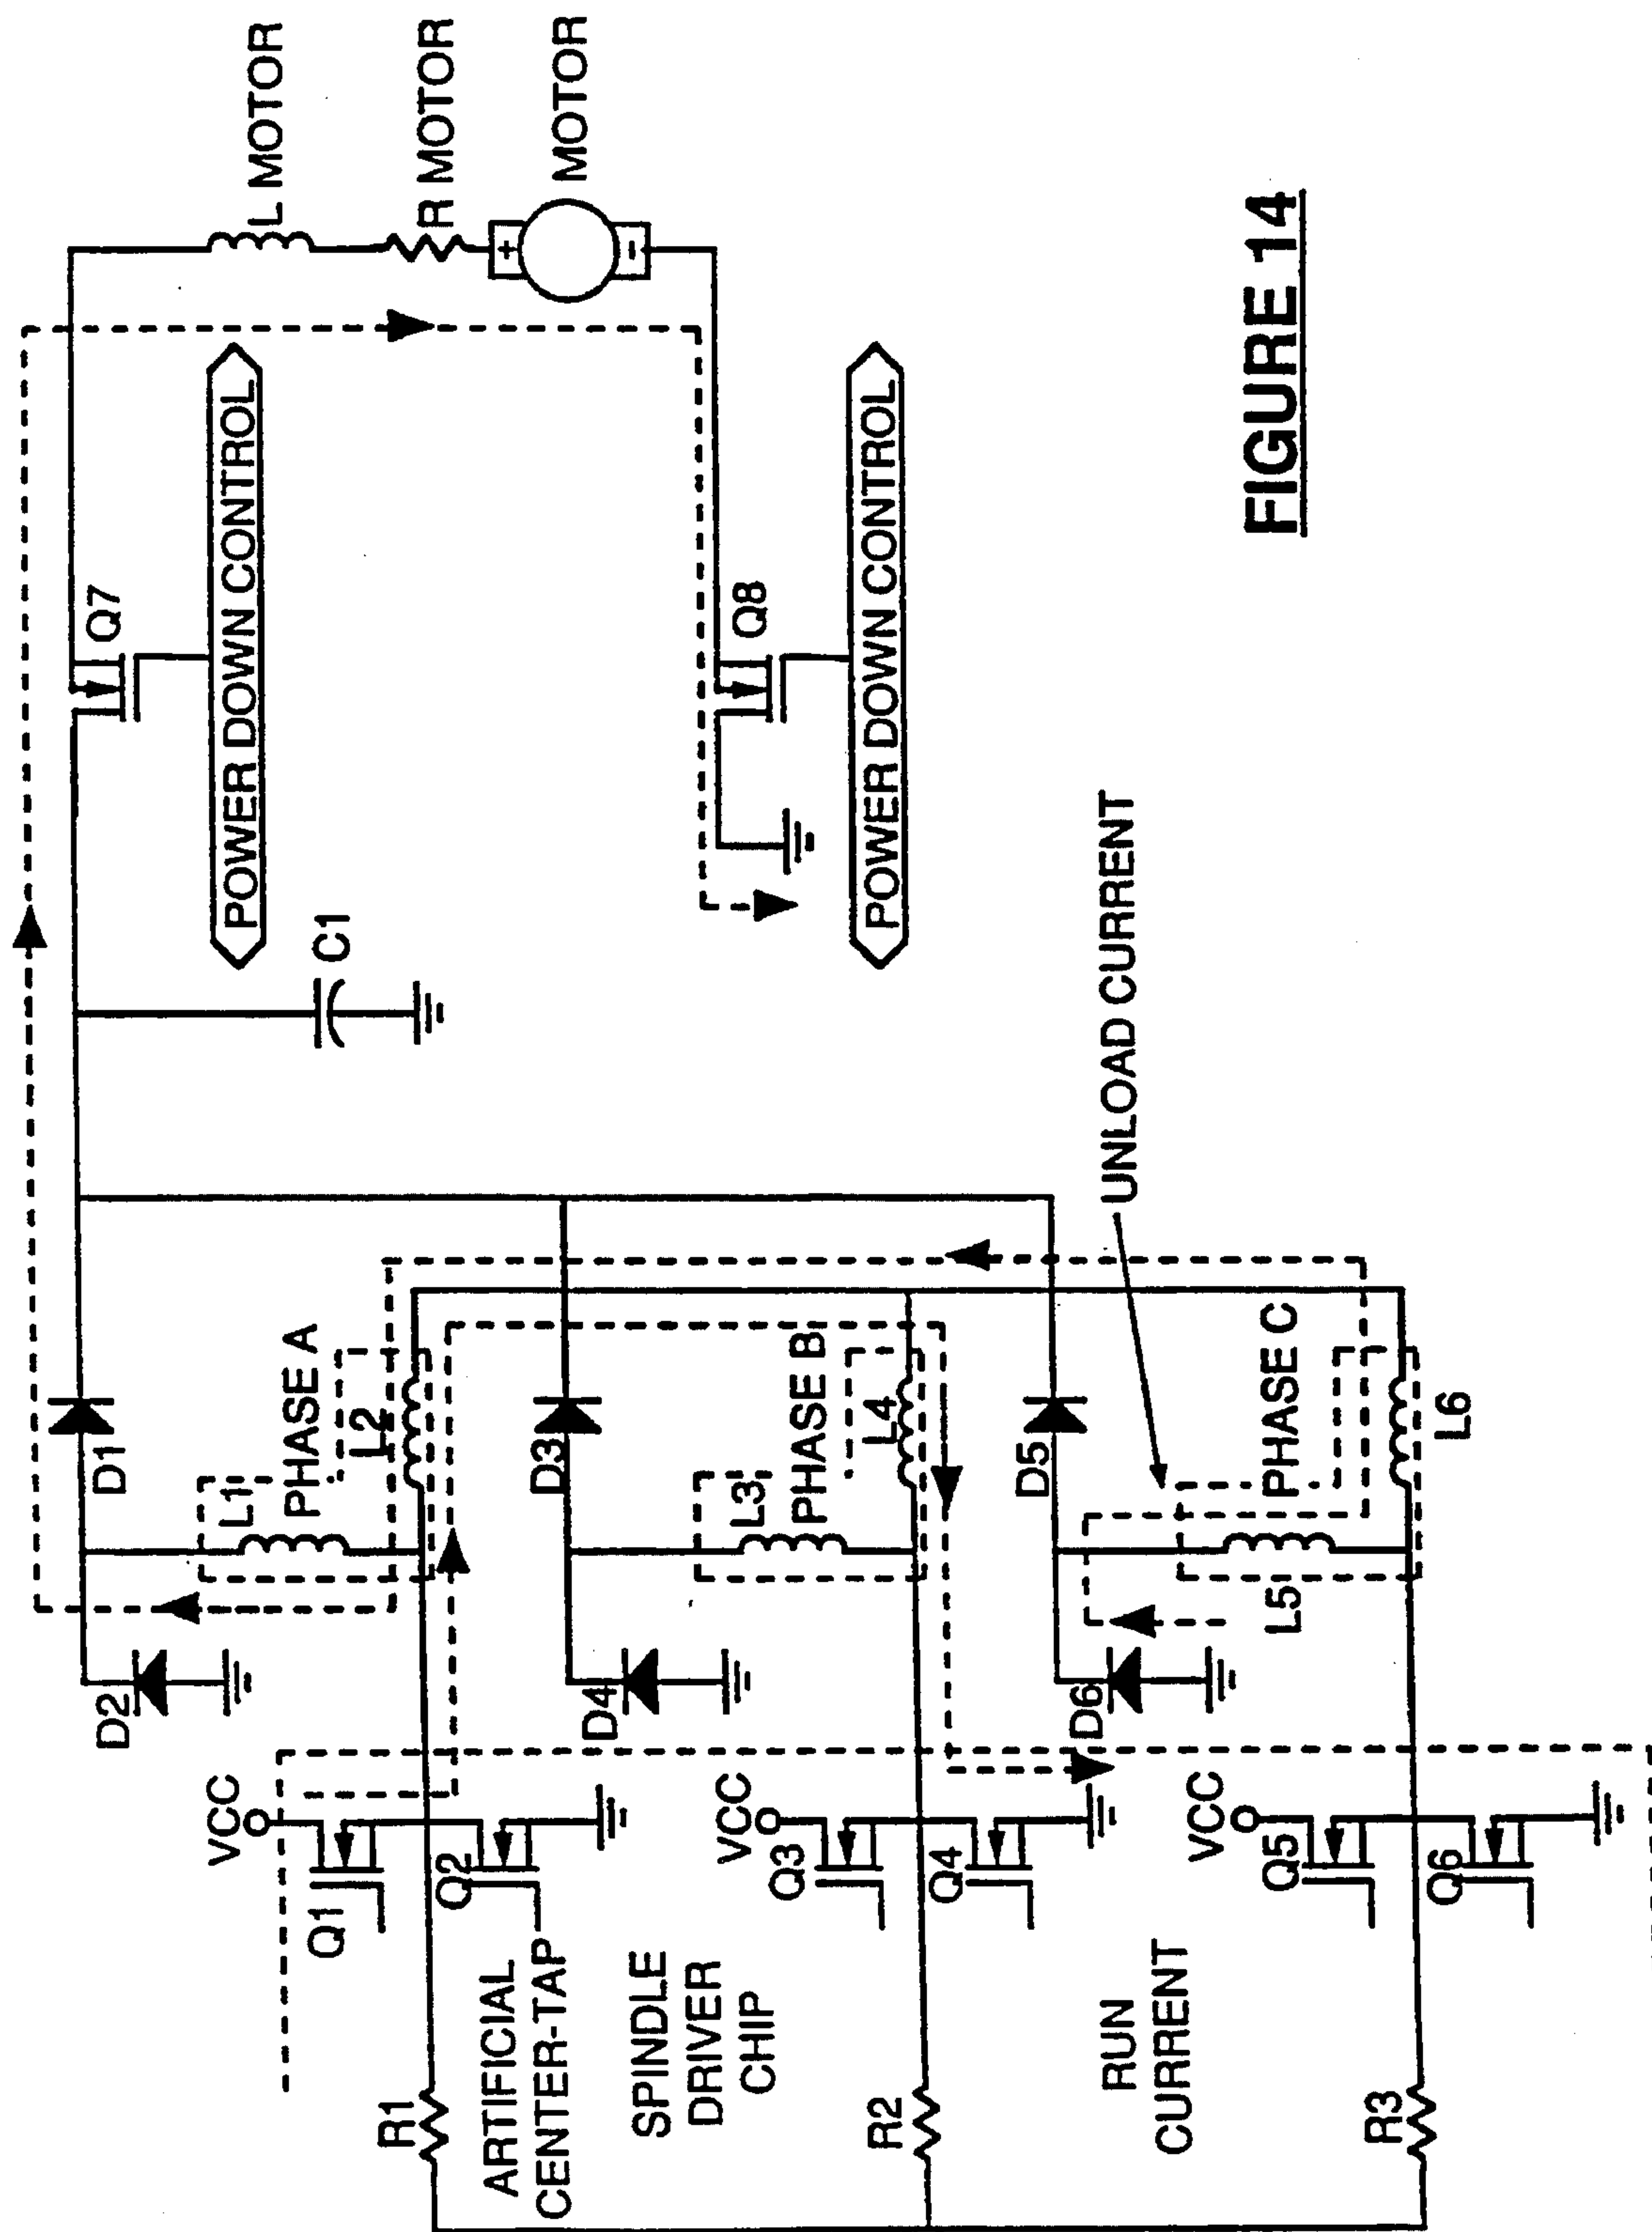 L MOTOR
R MOTOR
MOTOR
+
-
Q7
POWER DOWN CONTROL
Q8
POWER DOWN CONTROL
C1
UNLOAD CURRENT
D1
D2
L1
PHASE A
L2
D3
D4
L3
PHASE B
L4
D5
D6
L5
PHASE C
L6
VCC
Q1
Q2
VCC
Q3
Q4
VCC
Q5
Q6
R1
ARTIFICIAL
CENTER-TAP
SPINDLE
DRIVER
CHIP
R2
RUN
CURRENT
R3
FIGURE 14